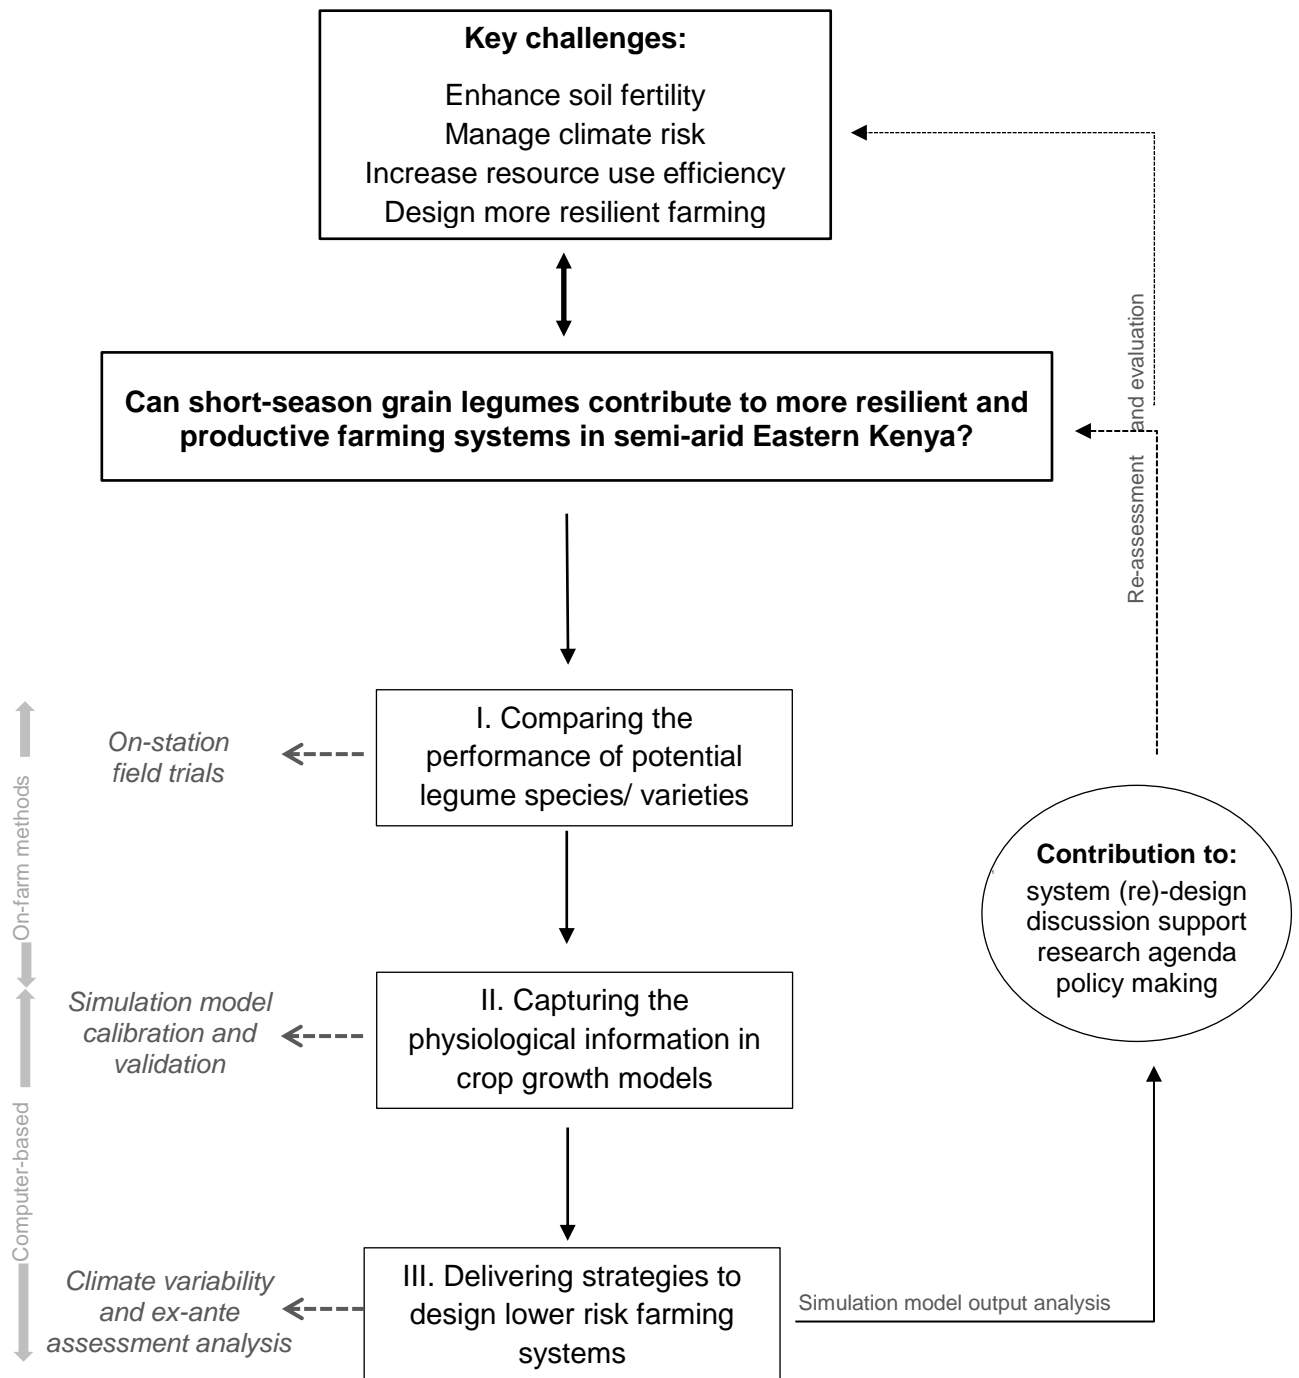 Key challenges:
Enhance soil fertility
Manage climate risk
Increase resource use efficiency
Design more resilient farming
Can short-season grain legumes contribute to more resilient and
productive farming systems in semi-arid Eastern Kenya?
Re-assessment and evaluation
On-farm methods
On-station
field trials
I. Comparing the
performance of potential
legume species/ varieties
Contribution to:
system (re)-design
discussion support
research agenda
policy making
Simulation model
calibration and
validation
II. Capturing the
physiological information in
crop growth models
Computer-based
Climate variability
and ex-ante
assessment analysis
III. Delivering strategies to
design lower risk farming
systems
Simulation model output analysis